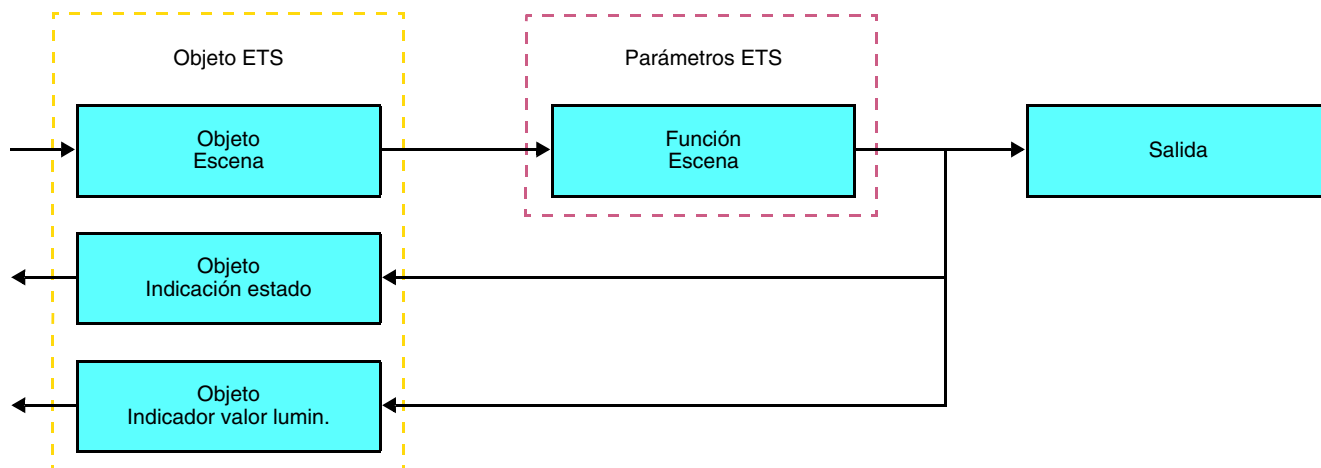 Objeto ETS
Parámetros ETS
Objeto
Escena
Función
Escena
Salida
Objeto
Indicación estado
Objeto
Indicador valor lumin.